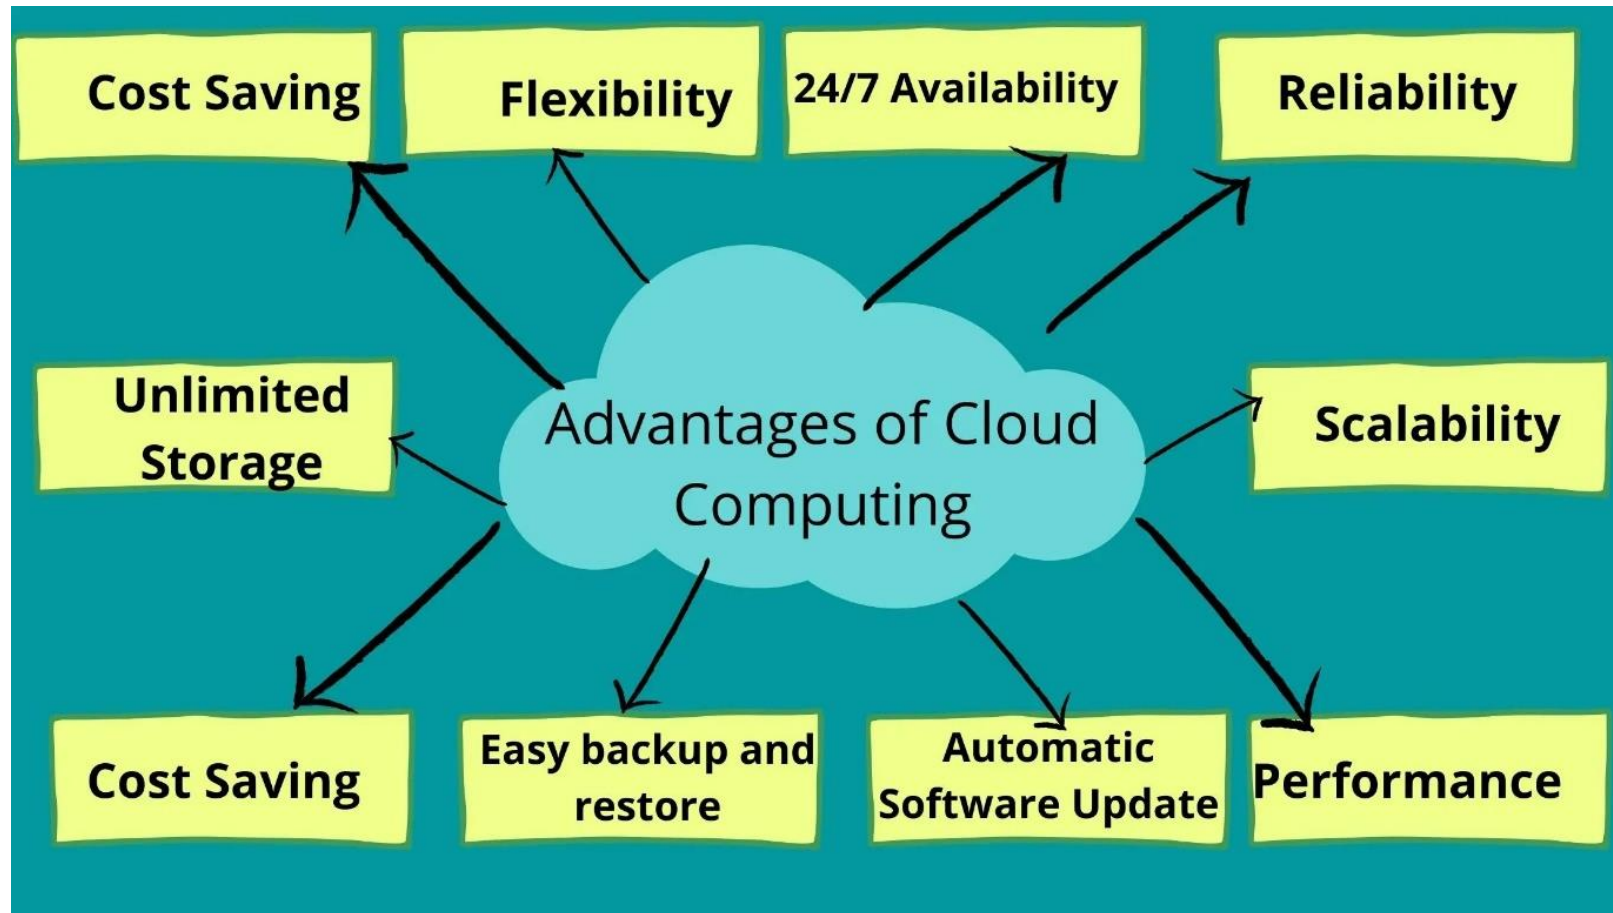 Cost Saving
Flexibility
24/7 Availability
Reliability
Unlimited
Storage
Advantages of Cloud
Computing
Scalability
Cost Saving
Easy backup and
restore
Automatic
Software Update
Performance